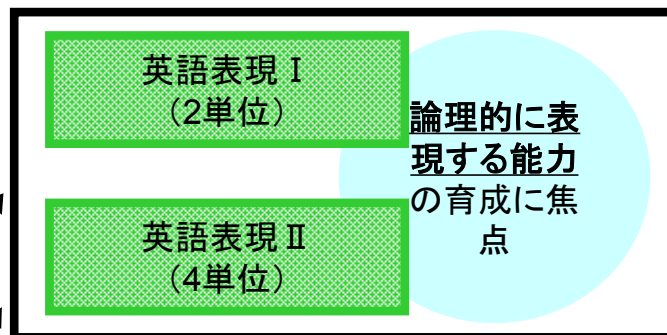 英語表現Ⅰ
（2単位）
論理的に表
現する能力
の育成に焦
点
英語表現Ⅱ
（4単位）